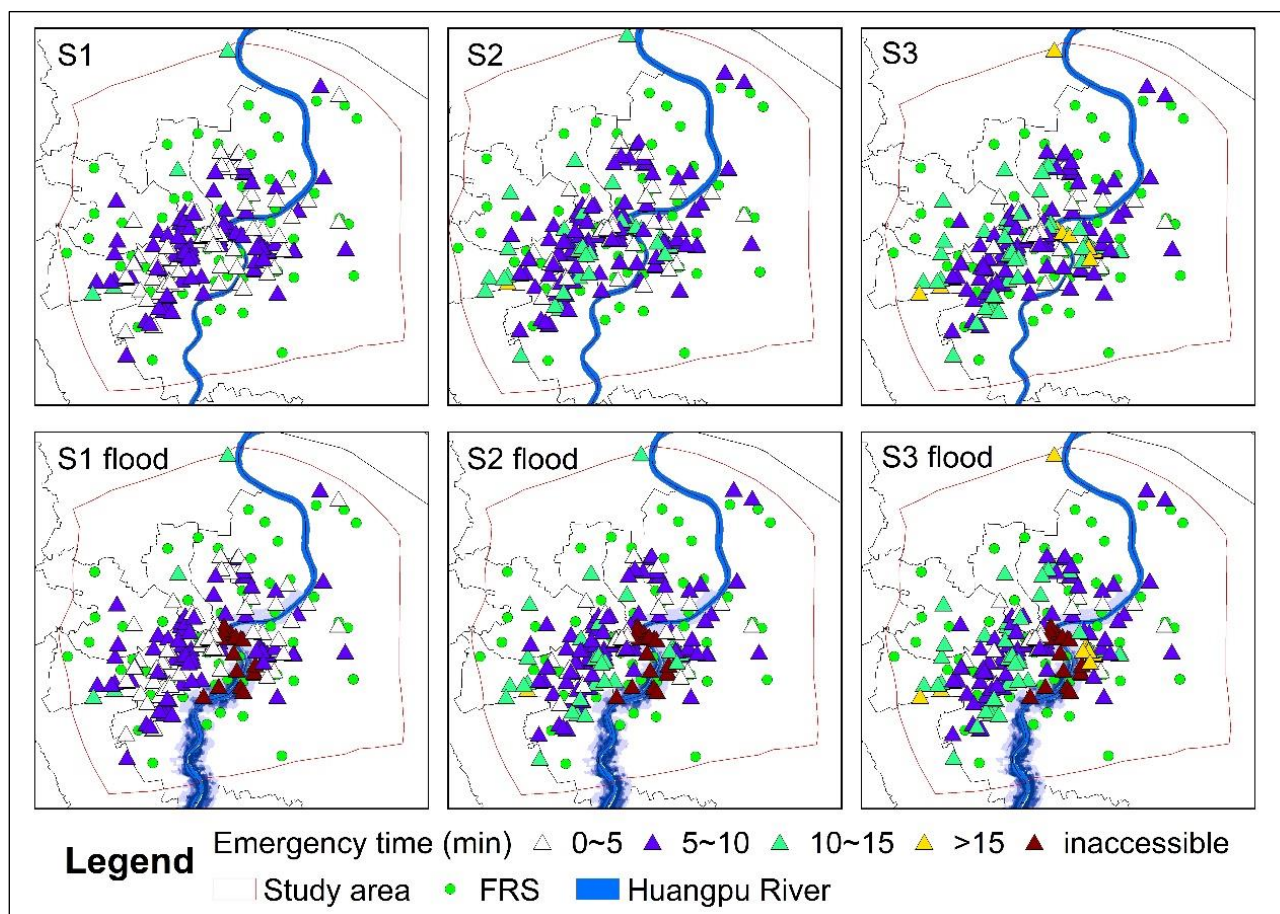 S1
S2
S3
S1 flood
S2 flood
S3 flood
Legend
Emergency time (min) 0~5 5~10 10~15 >15 inaccessible
Study area FRS Huangpu River